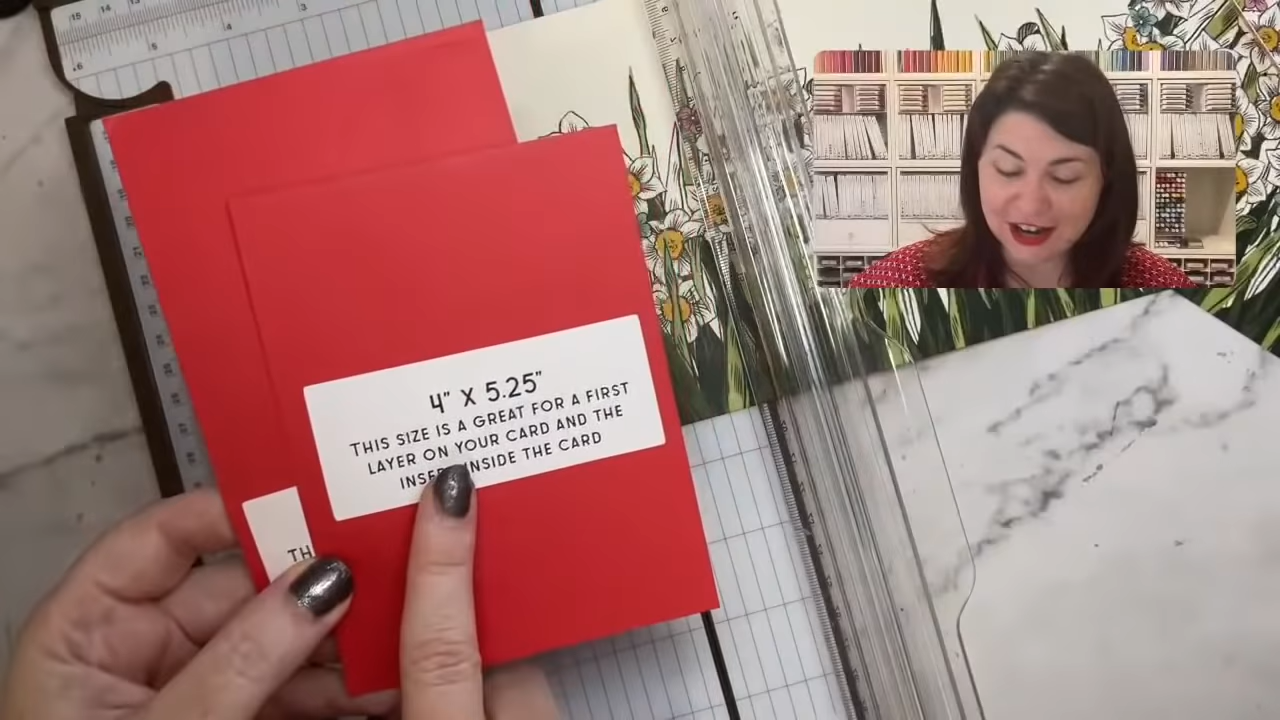 4" X 5.25"
THIS SIZE IS A GREAT FOR A FIRST
LAYER ON YOUR CARD AND THE
INSIDE THE CARD
TH